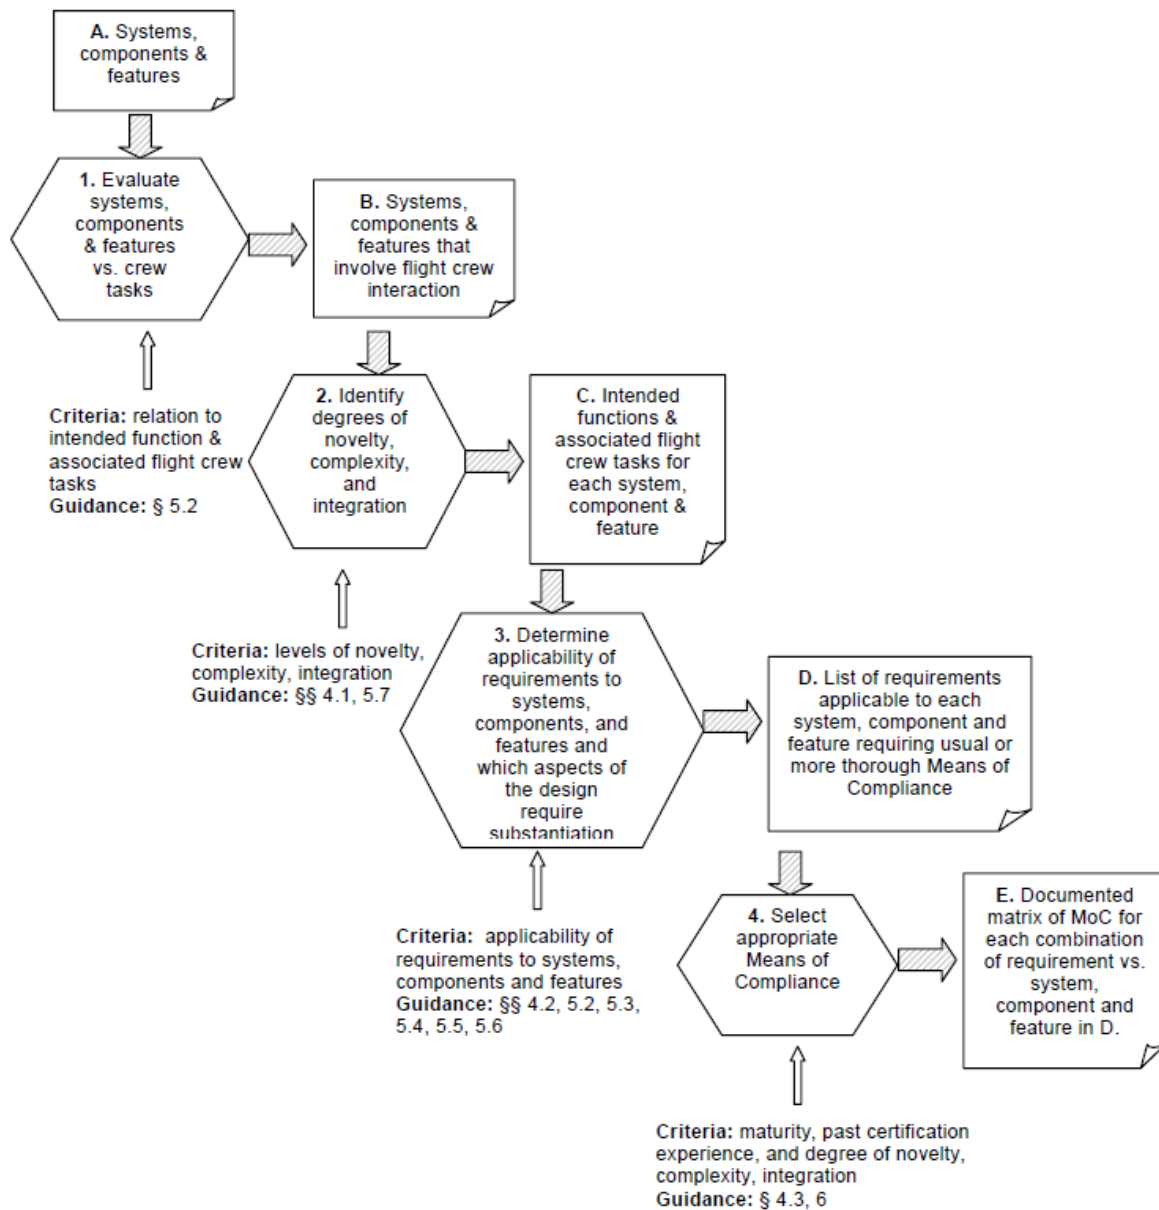 A. Systems,
components &
features
1. Evaluate
systems,
components
& features
vs. crew
tasks
B. Systems,
components &
features that
involve flight crew
interaction
Criteria: relation to
intended function &
associated flight crew
tasks
Guidance: § 5.2
2. Identify
degrees of
novelty,
complexity,
and
integration
C. Intended
functions &
associated flight
crew tasks for
each system,
component &
feature
Criteria: levels of novelty,
complexity, integration
Guidance: §§ 4.1, 5.7
3. Determine
applicability of
requirements to
systems,
components, and
features and
which aspects of
the design
require
substantiation
D. List of requirements
applicable to each
system, component and
feature requiring usual or
more thorough Means of
Compliance
Criteria: applicability of
requirements to systems,
components and features
Guidance: §§ 4.2, 5.2, 5.3,
5.4, 5.5, 5.6
4. Select
appropriate
Means of
Compliance
E. Documented
matrix of MoC for
each combination
of requirement vs.
system,
component and
feature in D.
Criteria: maturity, past certification
experience, and degree of novelty,
complexity, integration
Guidance: § 4.3, 6